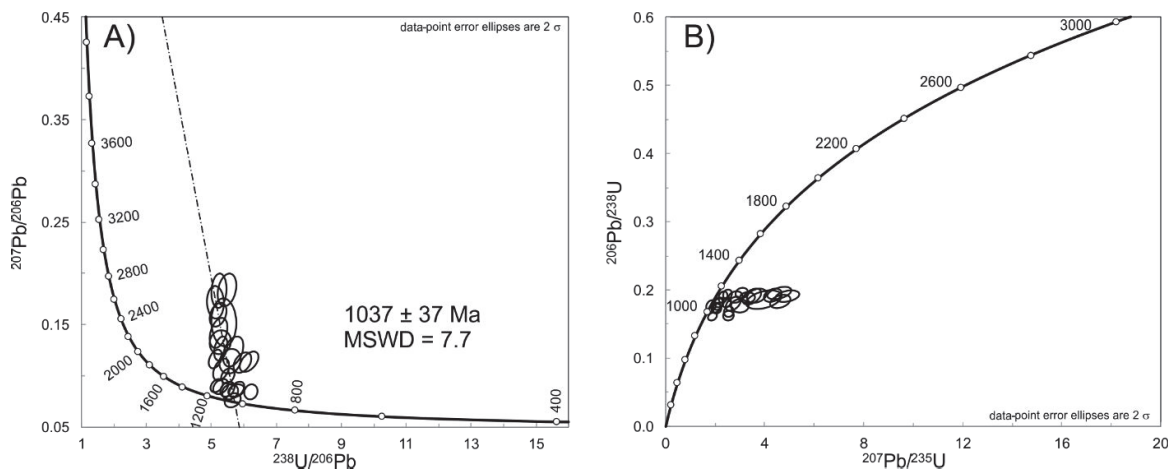 A)
data-point error ellipses are 2 σ
0.45
0.35
0.25
0.15
0.05
207Pb/206Pb
3600
3200
2800
2400
2000
1600
1200
800
400
1037 ± 37 Ma
MSWD = 7.7
1 3 5 7 9 11 13 15
238U/206Pb
B)
0.6
0.5
0.4
0.3
0.2
0.1
0.0
206Pb/238U
3000
2600
2200
1800
1400
1000
data-point error ellipses are 2 σ
0 4 8 12 16 20
207Pb/235U